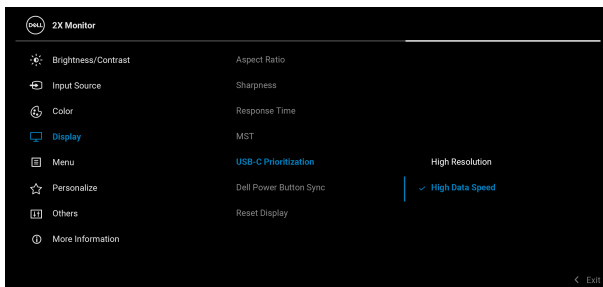 DELL 2X Monitor
Brightness/Contrast Aspect Ratio
Input Source Sharpness
Color Response Time
Display MST
Menu USB-C Prioritization High Resolution
Personalize Dell Power Button Sync High Data Speed
Others Reset Display
More Information
Exit